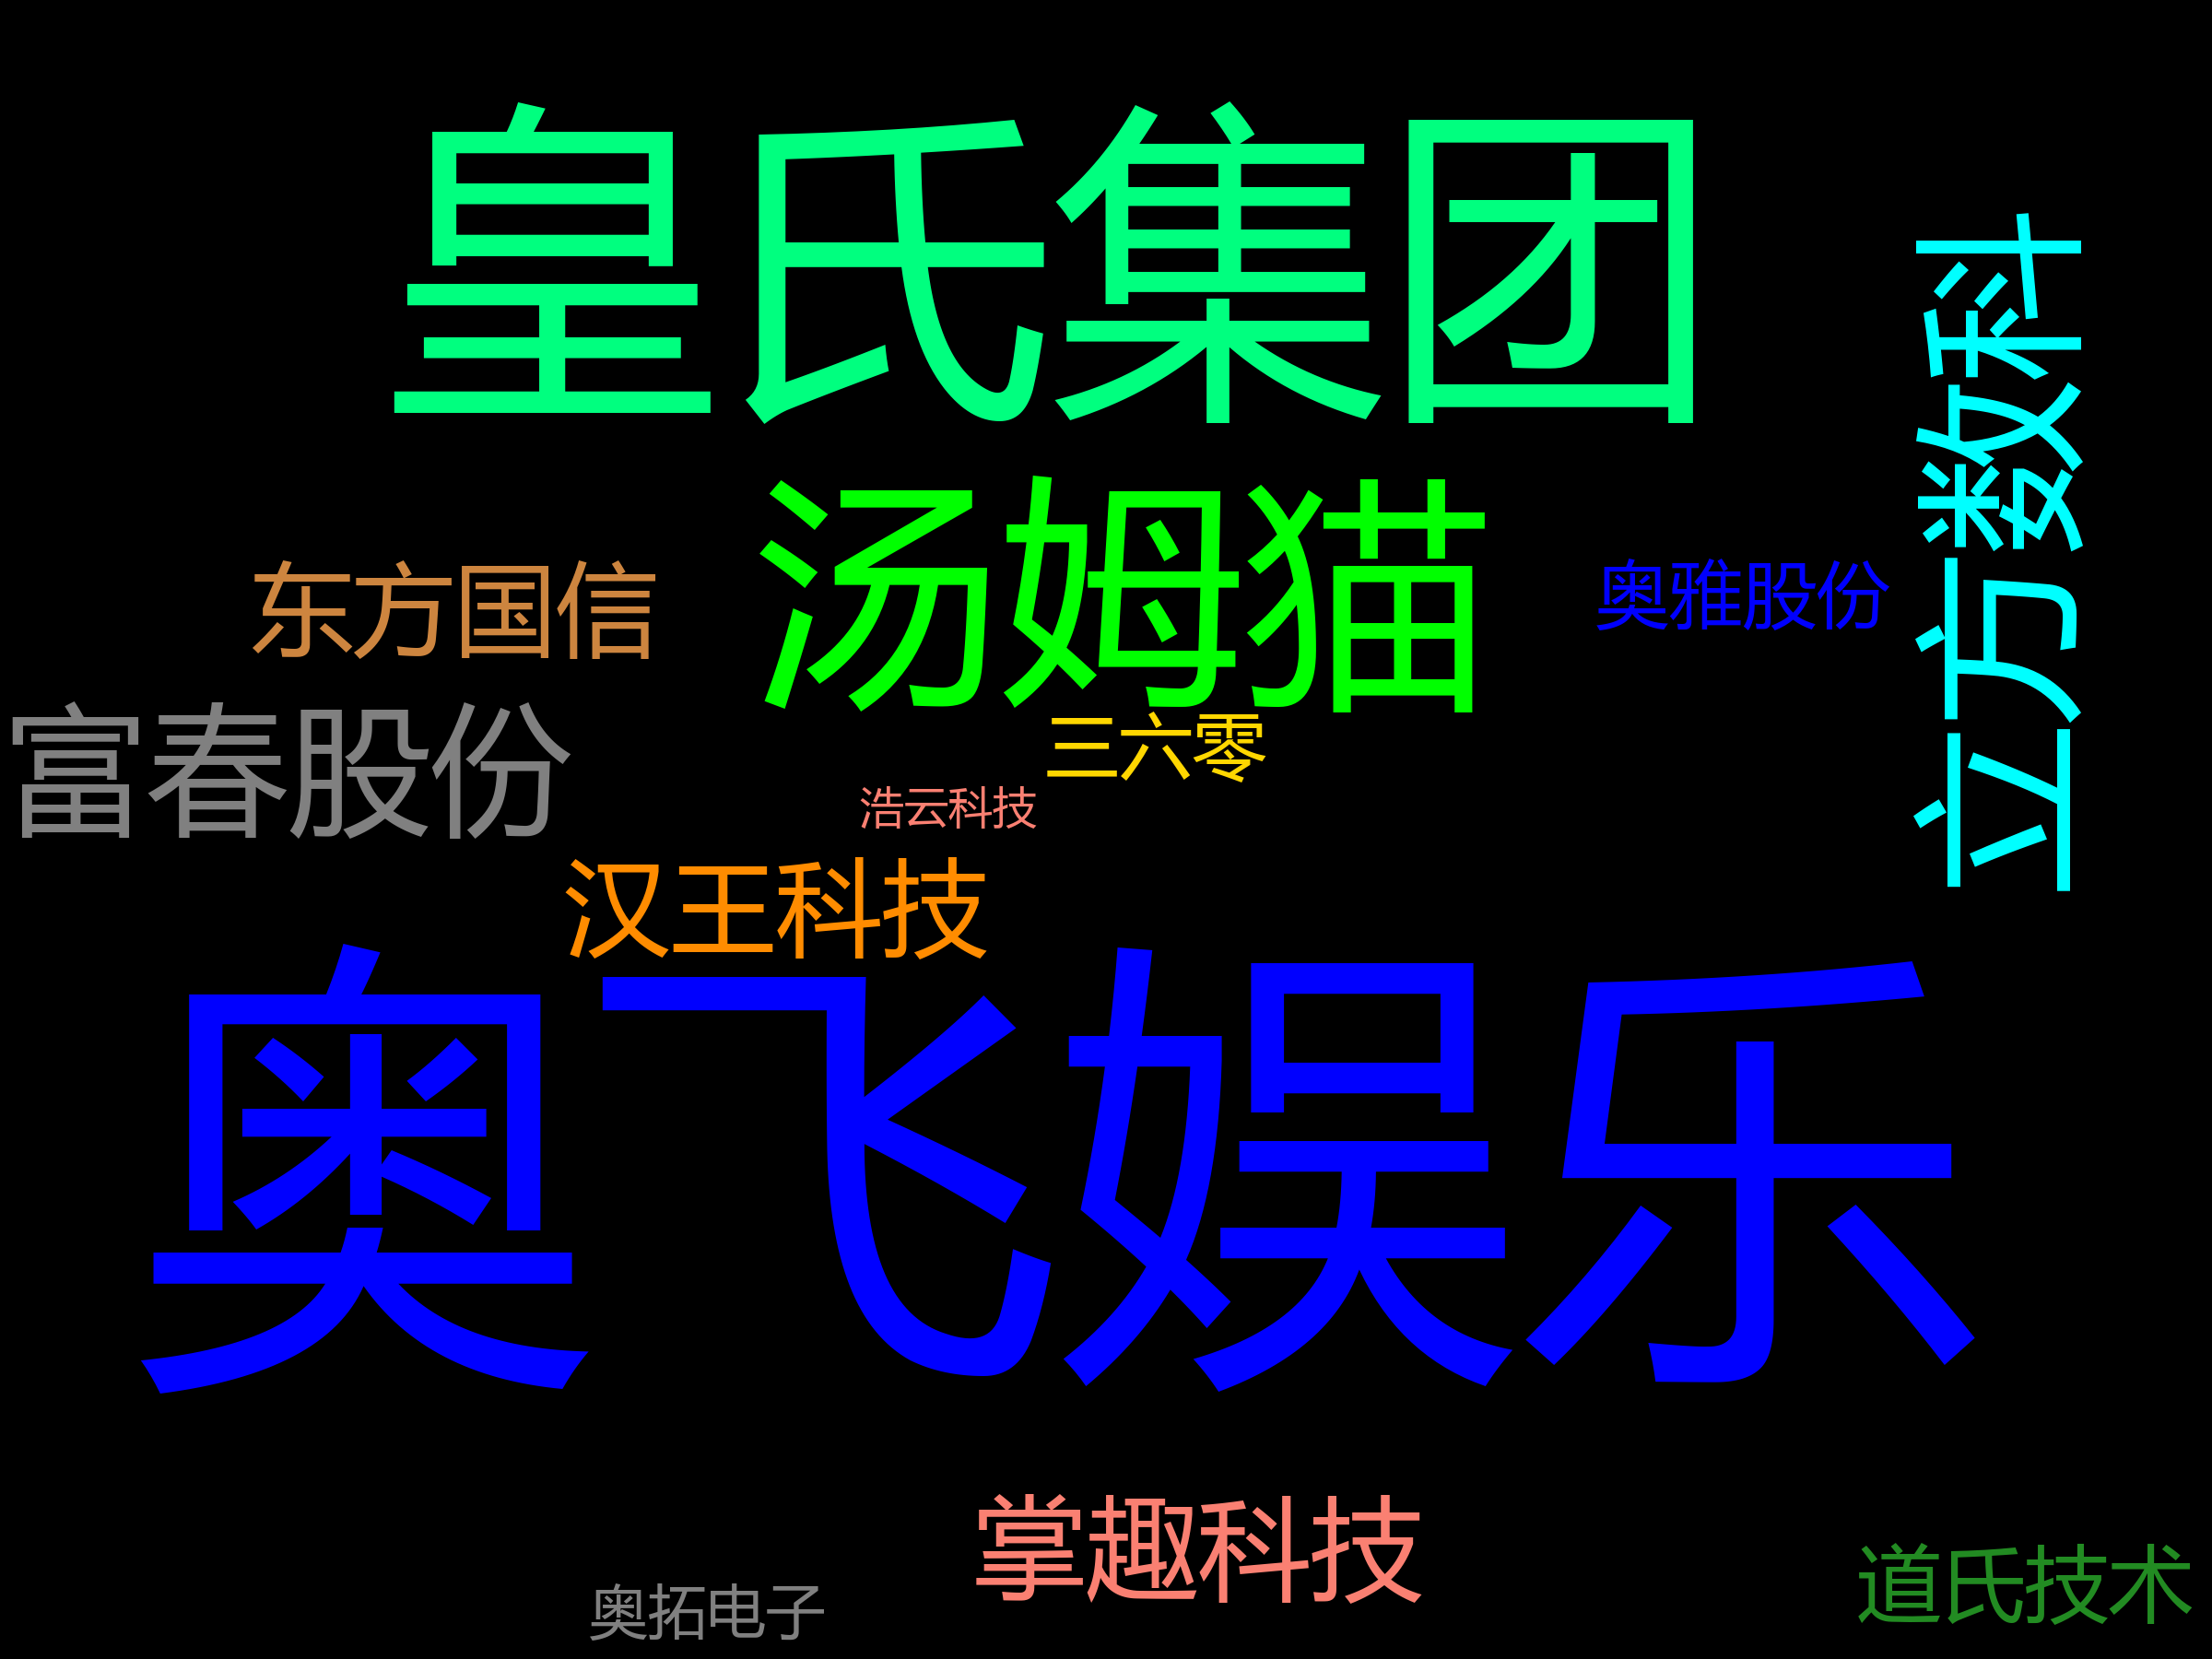 皇氏集团
立方数科
汤姆猫
东方国信
奥雅股份
富春股份
三六零
浩云科技
汉王科技
奥飞娱乐
掌趣科技
道氏技术
奥拓电子